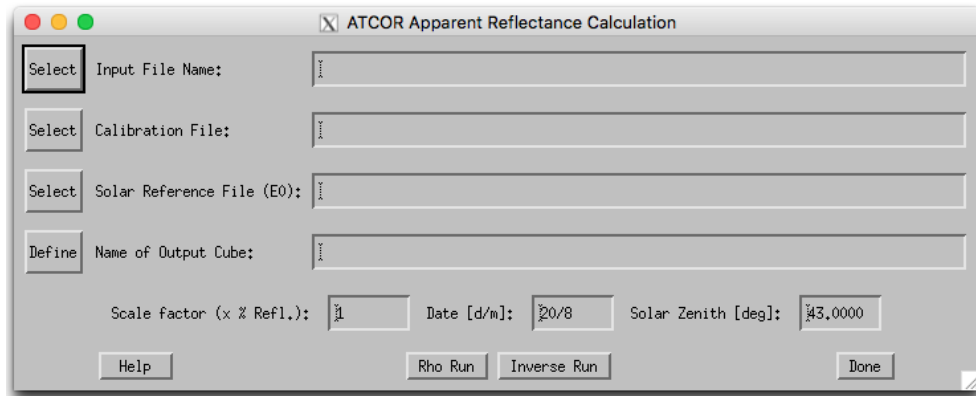 ATCOR Apparent Reflectance Calculation
Select Input File Name:
Select Calibration File:
Select Solar Reference File (E0):
Define Name of Output Cube:
Scale factor (x % Refl.): 1 Date [d/m]: 20/8 Solar Zenith [deg]: 43.0000
Help Rho Run Inverse Run Done